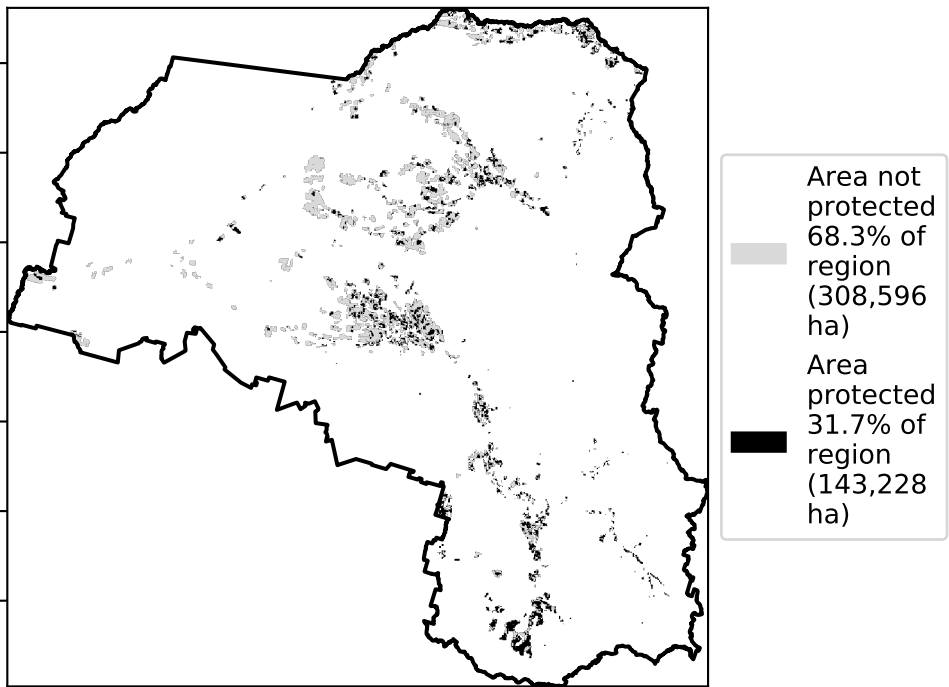 Area not
protected
68.3% of
region
(308,596
ha)
Area
protected
31.7% of
region
(143,228
ha)